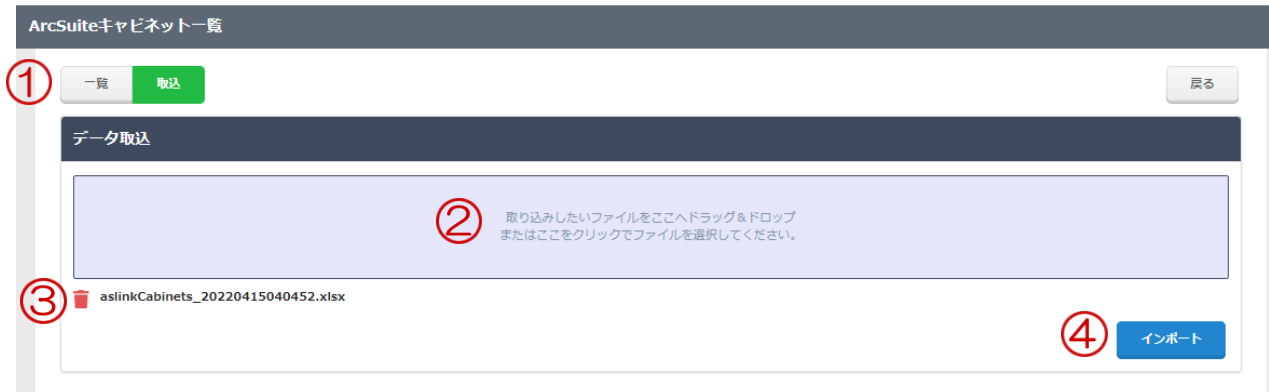 ArcSuiteキャビネット一覧
① 一覧 取込 戻る
データ取込
② 取り込みしたいファイルをここへドラッグ&ドロップ
またはここをクリックでファイルを選択してください。
③ aslinkCabinets_20220415040452.xlsx
④ インポート